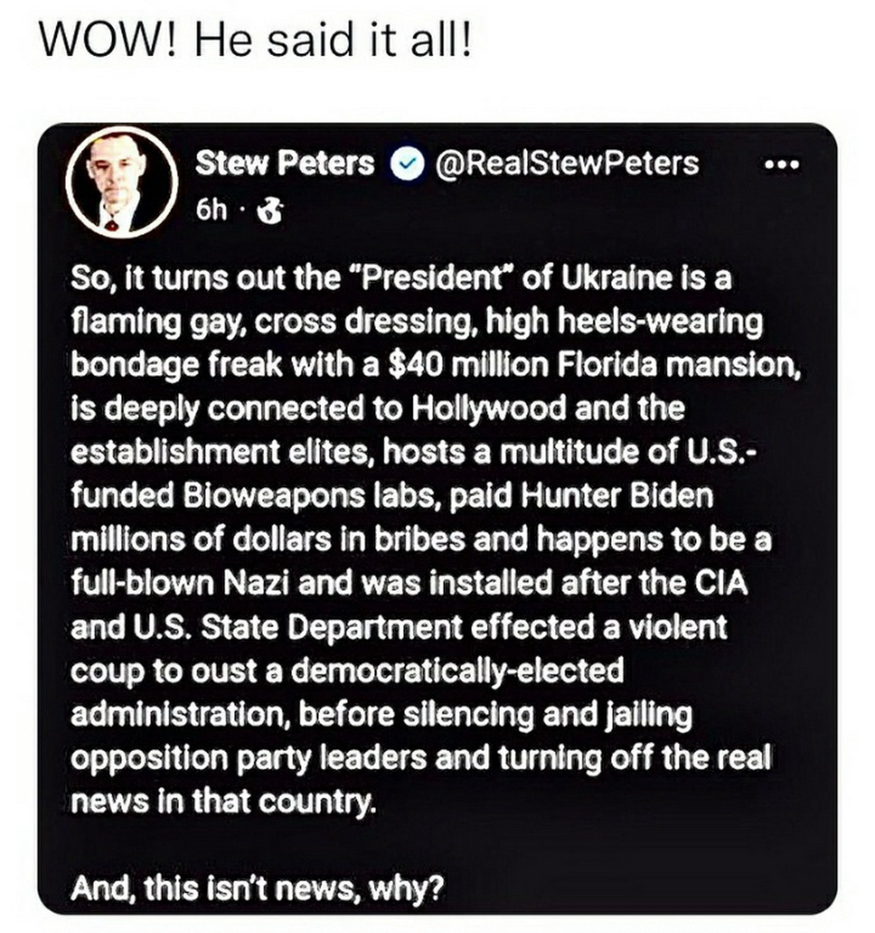 WOW! He said it all!
Stew Peters @RealStewPeters
6h ·
So, it turns out the "President" of Ukraine is a
flaming gay, cross dressing, high heels-wearing
bondage freak with a $40 million Florida mansion,
is deeply connected to Hollywood and the
establishment elites, hosts a multitude of U.S.-
funded Bioweapons labs, paid Hunter Biden
millions of dollars in bribes and happens to be a
full-blown Nazi and was installed after the CIA
and U.S. State Department effected a violent
coup to oust a democratically-elected
administration, before silencing and jailing
opposition party leaders and turning off the real
news in that country.
And, this isn't news, why?